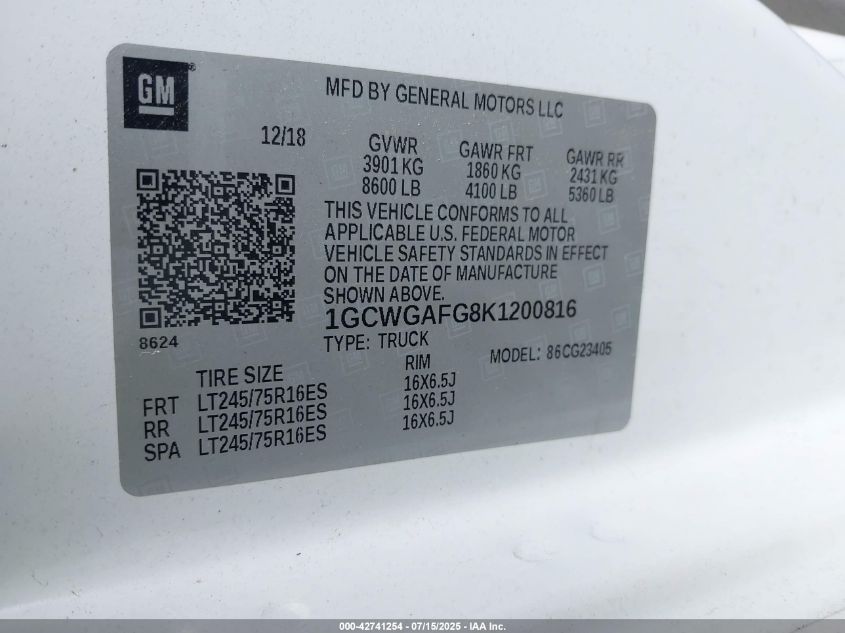 GM
MFD BY GENERAL MOTORS LLC
12/18
GVWR
3901 KG
8600 LB
GAWR FRT
1860 KG
4100 LB
GAWR RR
2431 KG
5360 LB
THIS VEHICLE CONFORMS TO ALL
APPLICABLE U.S. FEDERAL MOTOR
VEHICLE SAFETY STANDARDS IN EFFECT
ON THE DATE OF MANUFACTURE
SHOWN ABOVE.
1GCWGAFG8K1200816
8624
TYPE: TRUCK
MODEL: 86CG23405
TIRE SIZE RIM
FRT LT245/75R16ES 16X6.5J
RR LT245/75R16ES 16X6.5J
SPA LT245/75R16ES 16X6.5J
000-42741254 - 07/15/2025 - IAA Inc.